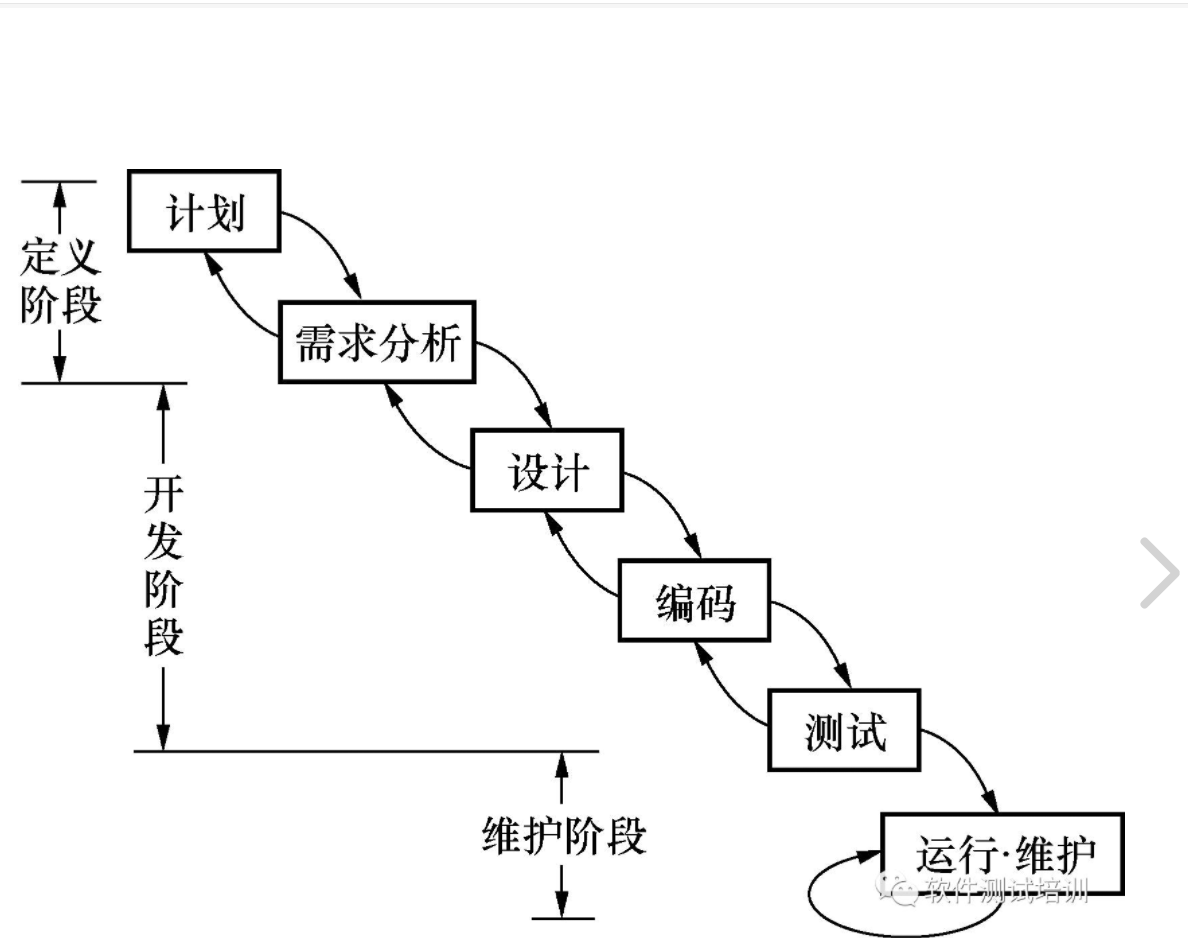 计划
定义
阶段
需求分析
设计
开
发
阶
段
编码
测试
维护阶段
运行·维护
软件测试培训